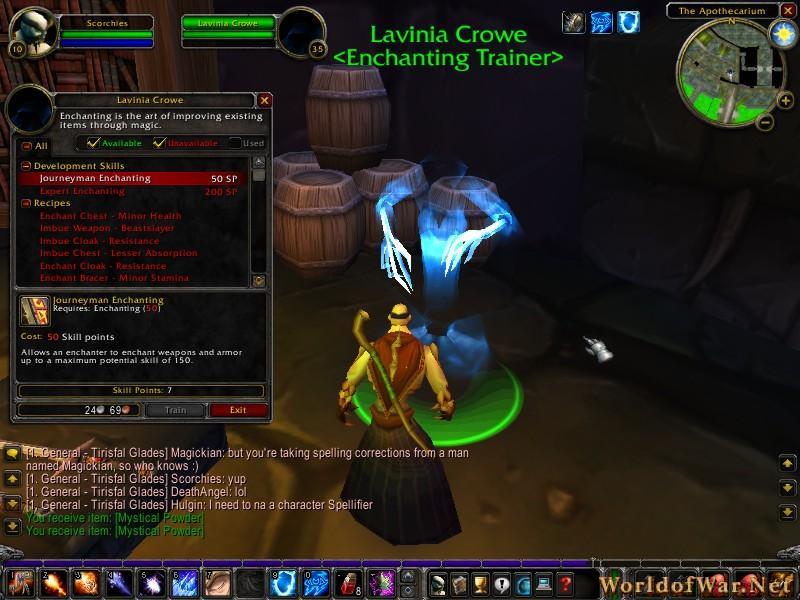 Scorchies
10
Lavinia Crowe
35
Lavinia Crowe
<Enchanting Trainer>
The Apothecarium
N
Lavinia Crowe
Enchanting is the art of improving existing
items through magic.
All
Available
Unavailable
Used
Development Skills
Journeyman Enchanting 50 SP
Expert Enchanting 200 SP
Recipes
Enchant Chest - Minor Health
Imbue Weapon - Beastslayer
Imbue Cloak - Resistance
Imbue Chest - Lesser Absorption
Enchant Cloak - Resistance
Enchant Bracer - Minor Stamina
Journeyman Enchanting
Requires: Enchanting (50)
Cost: 50 Skill points
Allows an enchanter to enchant weapons and armor
up to a maximum potential skill of 150.
Skill Points: 7
24 69
Train
Exit
[1. General - Tirisfal Glades] Magickian: but you're taking spelling corrections from a man
named Magickian, so who knows :)
[1. General - Tirisfal Glades] Scorchies: yup
[1. General - Tirisfal Glades] DeathAngel: lol
[1. General - Tirisfal Glades] Hulgin: I need to na a character Spellifier
You receive item: [Mystical Powder]
You receive item: [Mystical Powder]
WorldofWar.Net